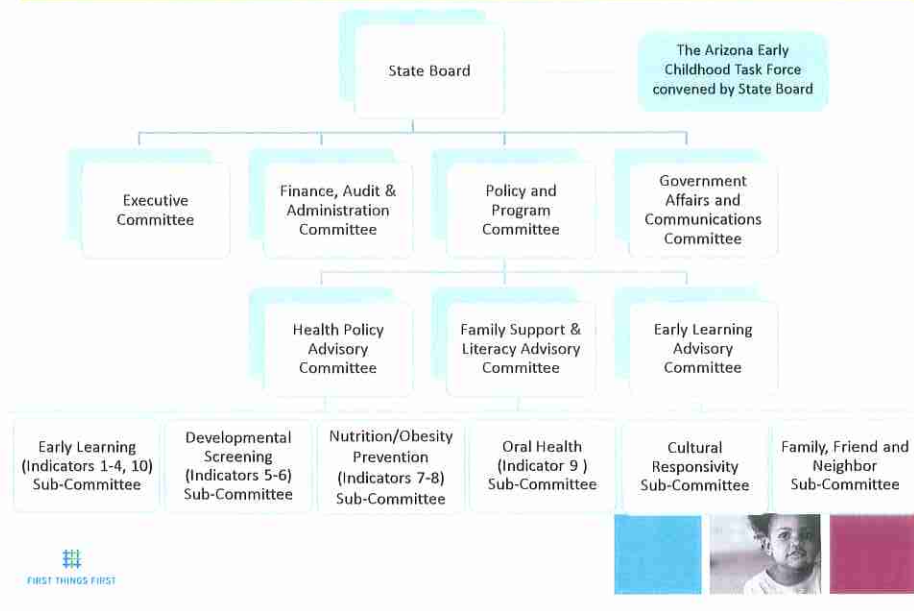 State Board
The Arizona Early
Childhood Task Force
convened by State Board
Executive
Committee
Finance, Audit &
Administration
Committee
Policy and
Program
Committee
Government
Affairs and
Communications
Committee
Health Policy
Advisory
Committee
Family Support &
Literacy Advisory
Committee
Early Learning
Advisory
Committee
Early Learning
(Indicators 1-4, 10)
Sub-Committee
Developmental
Screening
(Indicators 5-6)
Sub-Committee
Nutrition/Obesity
Prevention
(Indicators 7-8)
Sub-Committee
Oral Health
(Indicator 9 )
Sub-Committee
Cultural
Responsivity
Sub-Committee
Family, Friend and
Neighbor
Sub-Committee
FIRST THINGS FIRST